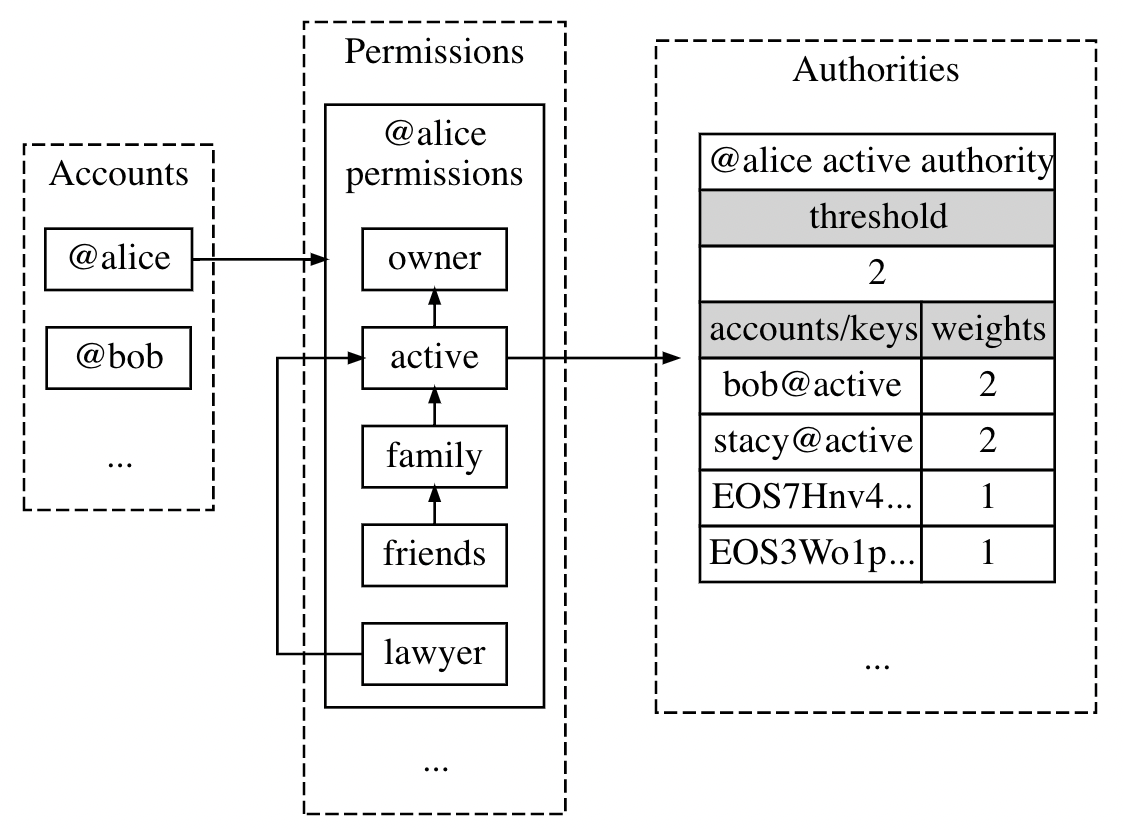 Accounts
@alice
@bob
...
Permissions
@alice
permissions
owner
active
family
friends
lawyer
...
Authorities
@alice active authority
threshold
2
accounts/keys weights
bob@active 2
stacy@active 2
EOS7Hnv4... 1
EOS3Wo1p... 1
...